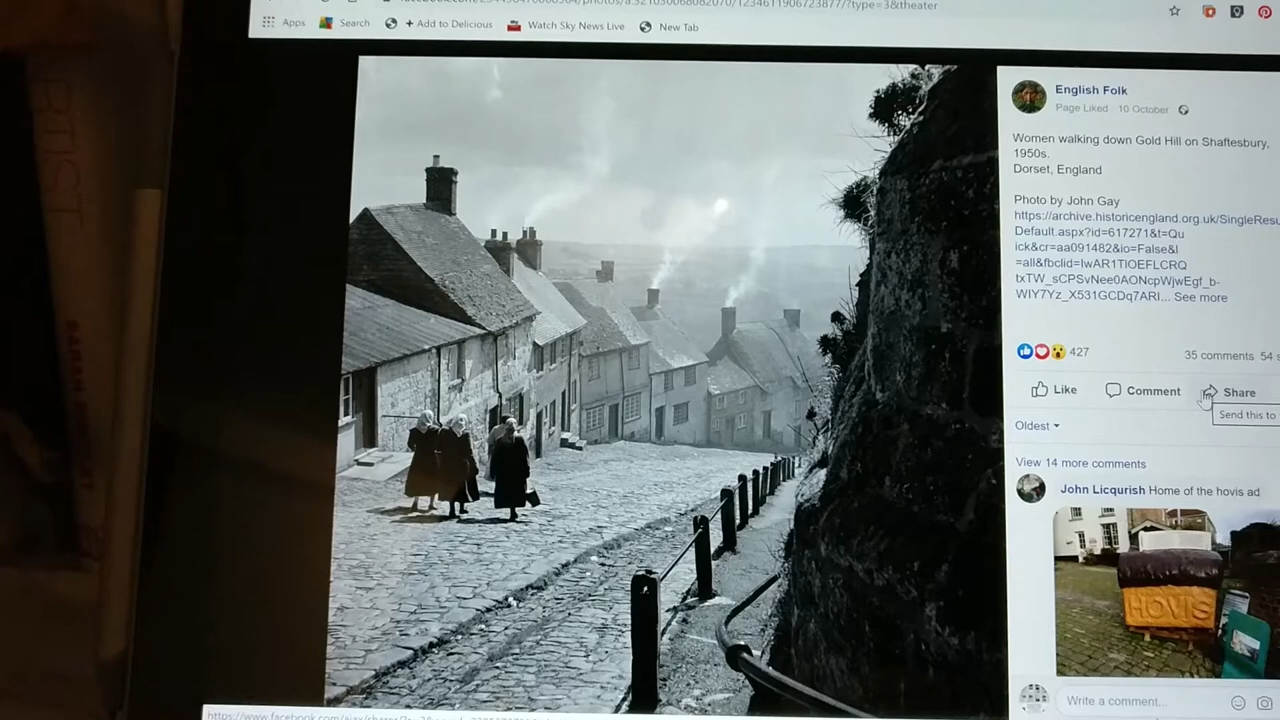 Apps
Search
+ Add to Delicious
Watch Sky News Live
New Tab
English Folk
Page Liked · 10 October ·
Women walking down Gold Hill on Shaftesbury,
1950s.
Dorset, England
Photo by John Gay
https://archive.historicengland.org.uk/SingleResu
Default.aspx?id=617271&t=Qu
ick&cr=aa091482&io=False&l
=all&fbclid=IwAR1TIOEFLCRQ
txTW_sCPSvNee0AONcpWjwEgf_b-
WIY7Yz_X531GCDq7ARI... See more
427
35 comments 54 s
Like
Comment
Share
Send this to
Oldest
View 14 more comments
John Licqurish Home of the hovis ad
HOVIS
Write a comment...